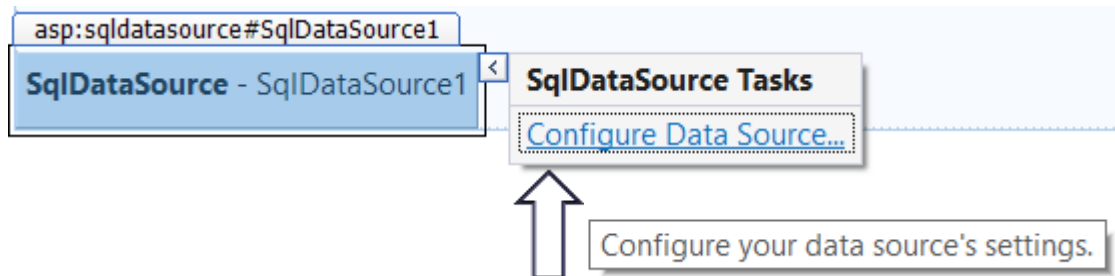 asp:sqldatasource#SqlDataSource1
SqlDataSource - SqlDataSource1
SqlDataSource Tasks
Configure Data Source...
Configure your data source's settings.